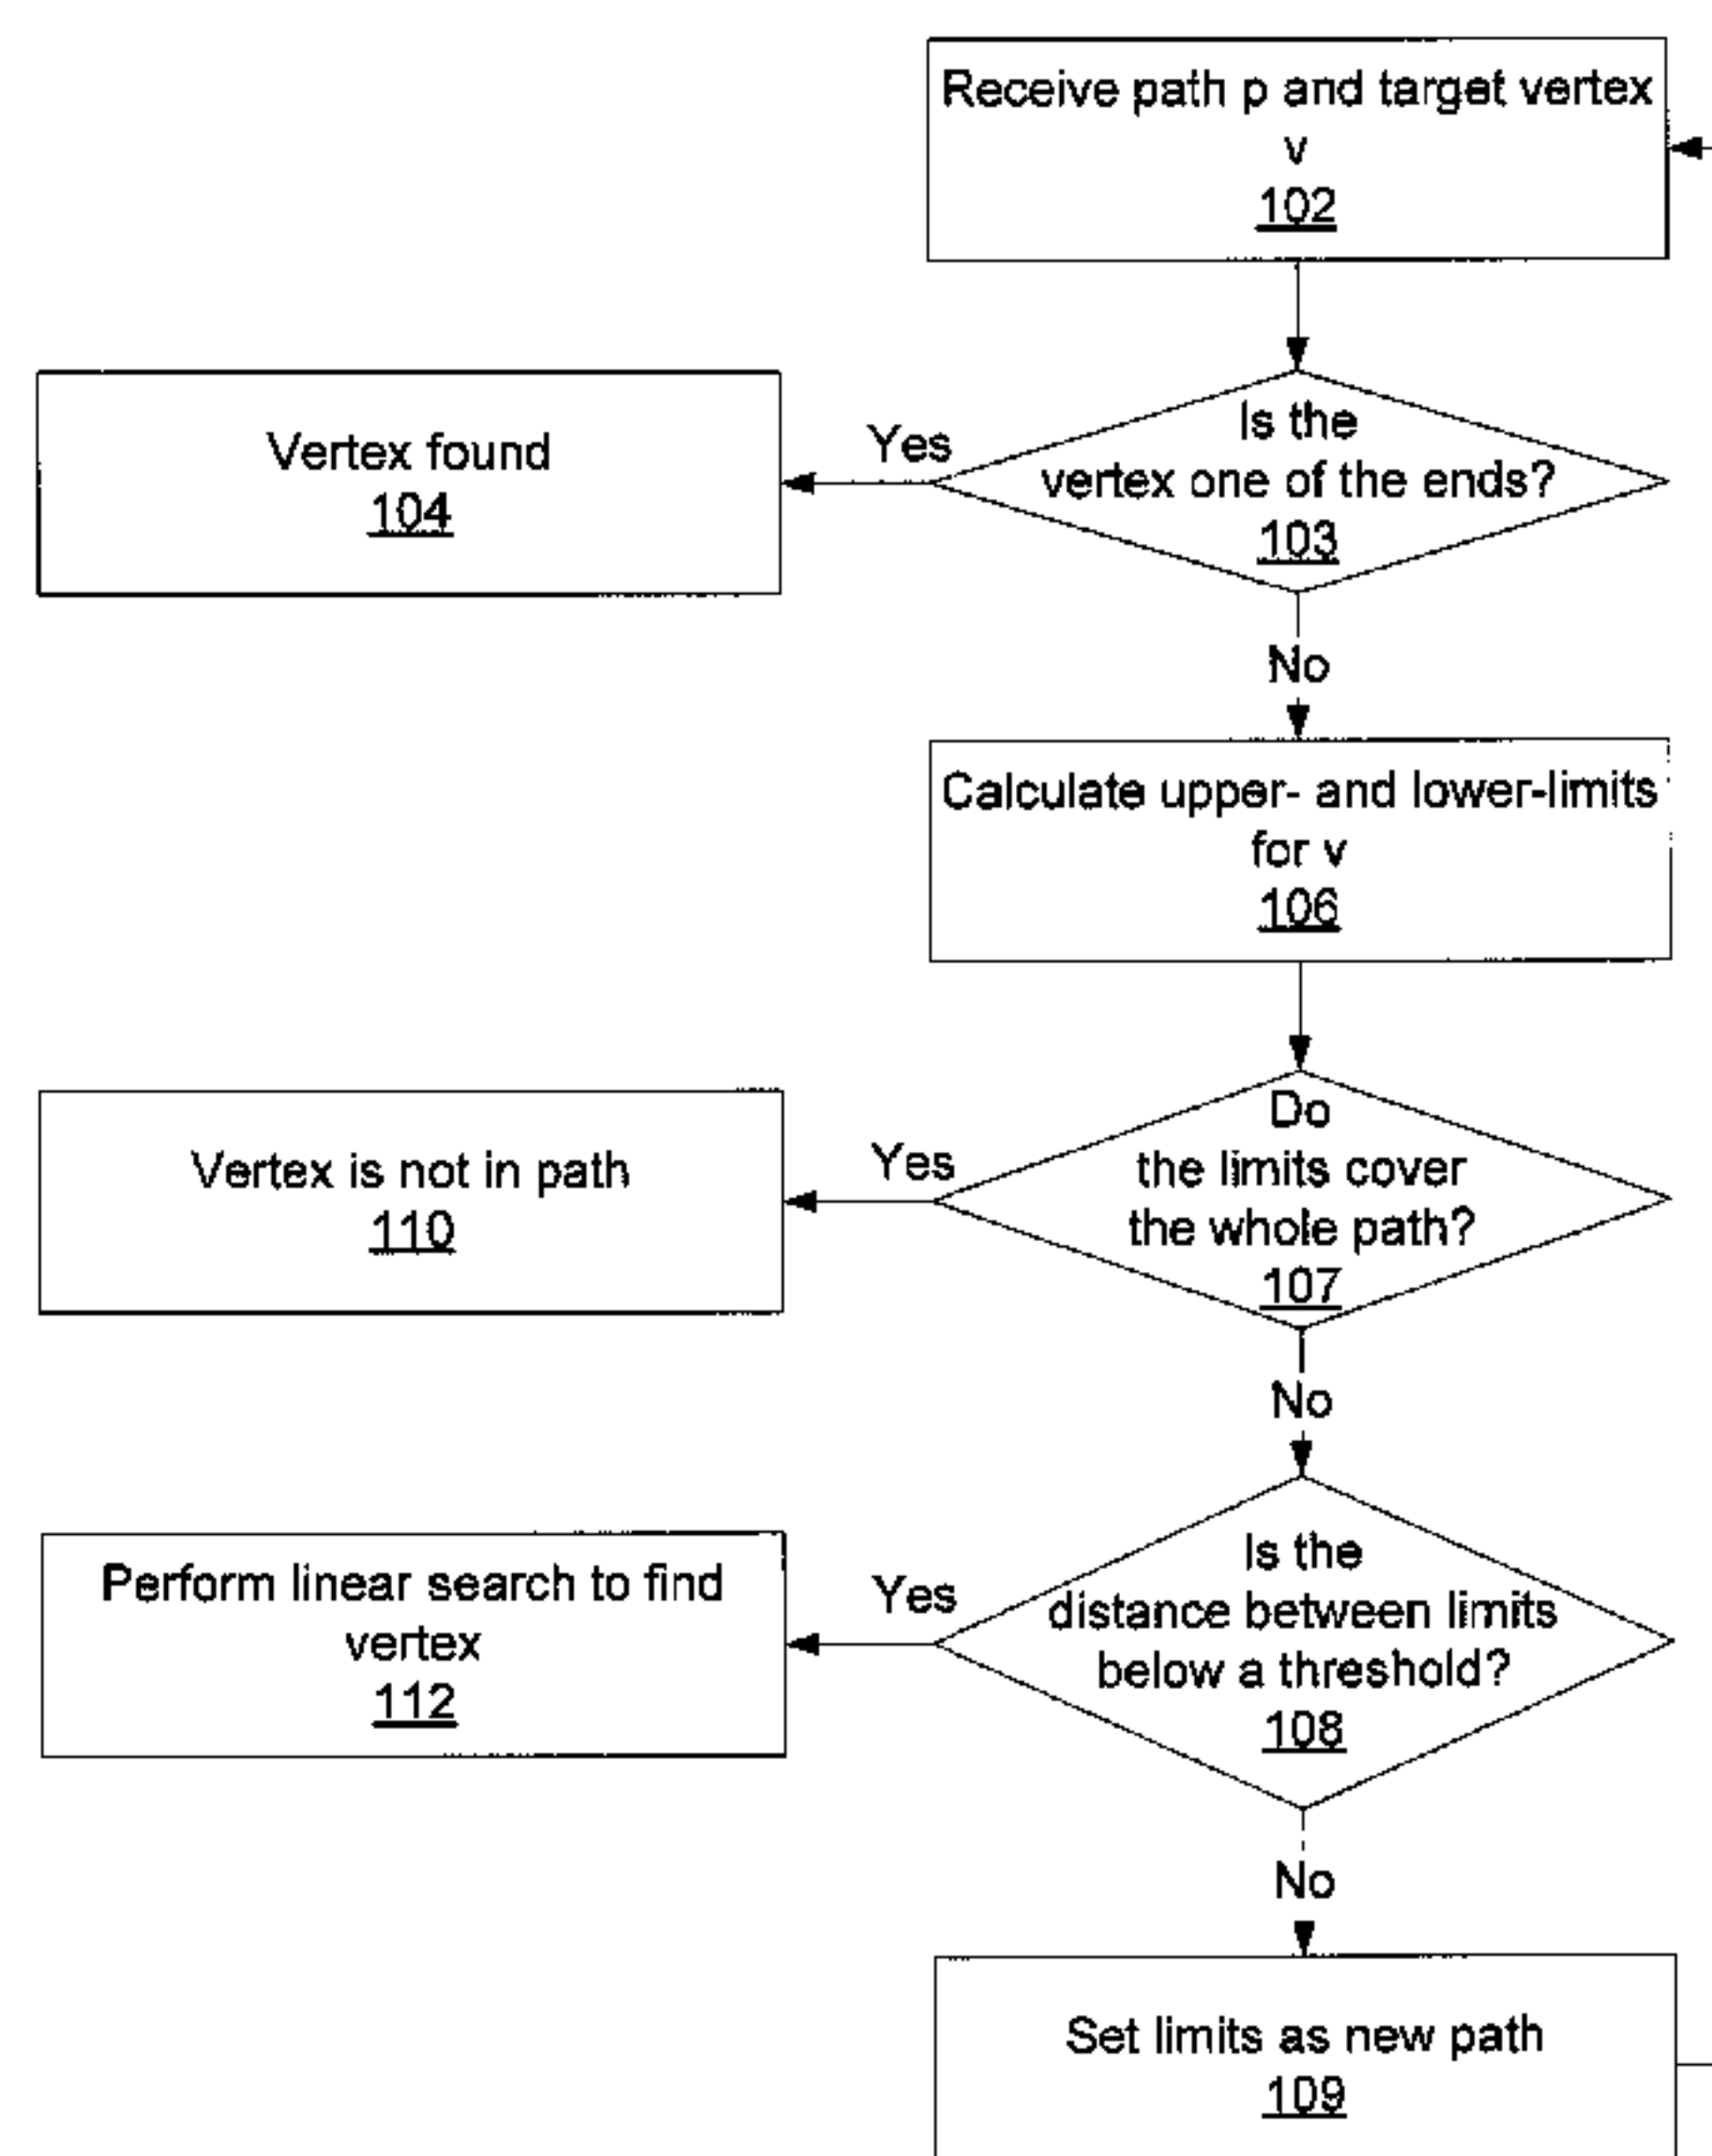 Receive path p and target vertex
v
102
Is the
vertex one of the ends?
103
Yes
Vertex found
104
No
Calculate upper- and lower-limits
for v
106
Do
the limits cover
the whole path?
107
Yes
Vertex is not in path
110
No
Is the
distance between limits
below a threshold?
108
Yes
Perform linear search to find
vertex
112
No
Set limits as new path
109